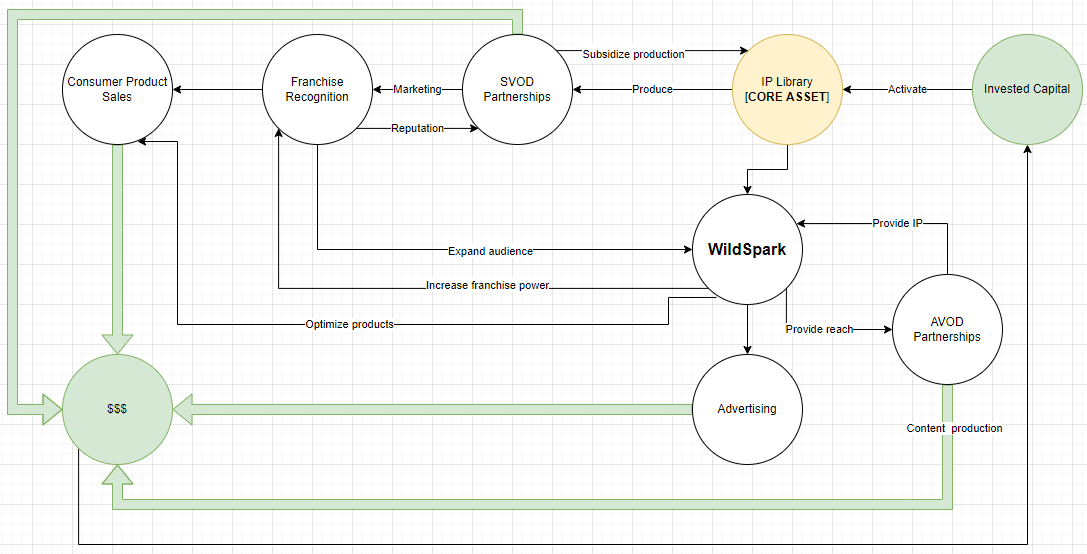 Subsidize production
Consumer Product
Sales
Franchise
Recognition
Marketing
SVOD
Partnerships
Produce
IP Library
[CORE ASSET]
Activate
Invested Capital
Reputation
Provide IP
WildSpark
Expand audience
Increase franchise power
Optimize products
Provide reach
AVOD
Partnerships
$$$
Advertising
Content  production